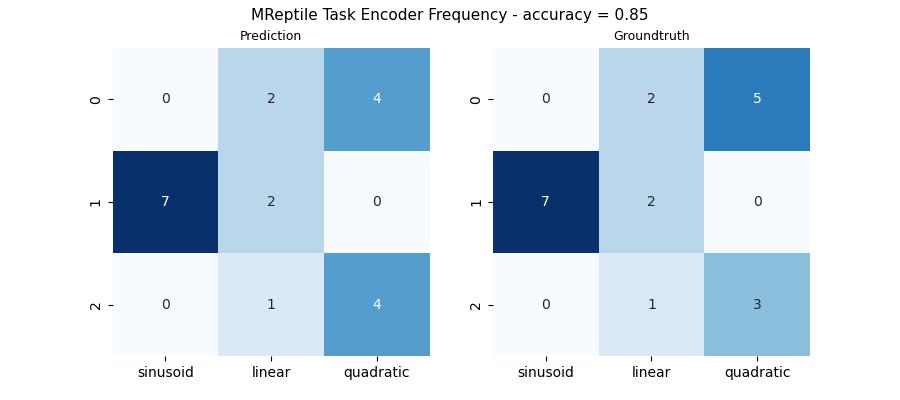 MReptile Task Encoder Frequency - accuracy = 0.85
Prediction
0 0 2 4
1 7 2 0
2 0 1 4
sinusoid linear quadratic
Groundtruth
0 0 2 5
1 7 2 0
2 0 1 3
sinusoid linear quadratic